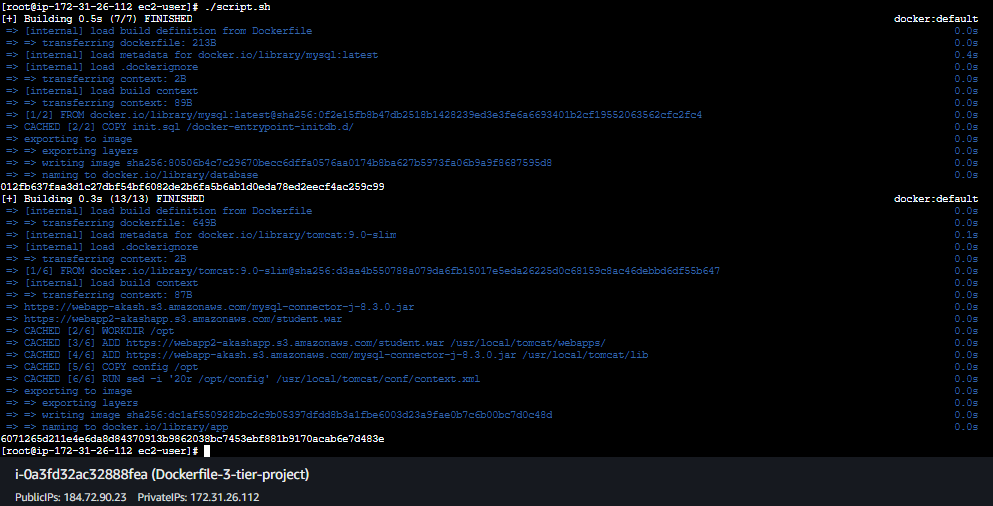 [root@ip-172-31-26-112 ec2-user]# ./script.sh
[+] Building 0.5s (7/7) FINISHED docker:default
=> [internal] load build definition from Dockerfile 0.0s
=> => transferring dockerfile: 213B 0.0s
=> [internal] load metadata for docker.io/library/mysql:latest 0.4s
=> [internal] load .dockerignore 0.0s
=> => transferring context: 2B 0.0s
=> [internal] load build context 0.0s
=> => transferring context: 89B 0.0s
=> [1/2] FROM docker.io/library/mysql:latest@sha256:0f2e15fb8b47db2518b1428239ed3e3fe6a6693401b2cf19552063562cfc2fc4 0.0s
=> CACHED [2/2] COPY init.sql /docker-entrypoint-initdb.d/ 0.0s
=> exporting to image 0.0s
=> => exporting layers 0.0s
=> => writing image sha256:80506b4c7c29670becc6dffa0576aa0174b8ba627b5973fa06b9a9f8687595d8 0.0s
=> => naming to docker.io/library/database 0.0s
012fb637faa3d1c27dbf54bf6082de2b6fa5b6ab1d0eda78ed2eecf4ac259c99
[+] Building 0.3s (13/13) FINISHED docker:default
=> [internal] load build definition from Dockerfile 0.0s
=> => transferring dockerfile: 649B 0.0s
=> [internal] load metadata for docker.io/library/tomcat:9.0-slim 0.1s
=> [internal] load .dockerignore 0.0s
=> => transferring context: 2B 0.0s
=> [1/6] FROM docker.io/library/tomcat:9.0-slim@sha256:d3aa4b550788a079da6fb15017e5eda26225d0c68159c8ac46debbd6df55b647 0.0s
=> [internal] load build context 0.0s
=> => transferring context: 87B 0.0s
=> https://webapp-akash.s3.amazonaws.com/mysql-connector-j-8.3.0.jar 0.0s
=> https://webapp2-akashapp.s3.amazonaws.com/student.war 0.0s
=> CACHED [2/6] WORKDIR /opt 0.0s
=> CACHED [3/6] ADD https://webapp2-akashapp.s3.amazonaws.com/student.war /usr/local/tomcat/webapps/ 0.0s
=> CACHED [4/6] ADD https://webapp-akash.s3.amazonaws.com/mysql-connector-j-8.3.0.jar /usr/local/tomcat/lib 0.0s
=> CACHED [5/6] COPY config /opt 0.0s
=> CACHED [6/6] RUN sed -i '20r /opt/config' /usr/local/tomcat/conf/context.xml 0.0s
=> exporting to image 0.0s
=> => exporting layers 0.0s
=> => writing image sha256:dc1af5509282bc2c9b05397dfdd8b3a1fbe6003d23a9fae0b7c6b00bc7d0c48d 0.0s
=> => naming to docker.io/library/app 0.0s
6071265d211e4e6da8d84370913b9862038bc7453ebf881b9170acab6e7d483e
[root@ip-172-31-26-112 ec2-user]#
i-0a3fd32ac32888fea (Dockerfile-3-tier-project)
PublicIPs: 184.72.90.23 PrivateIPs: 172.31.26.112